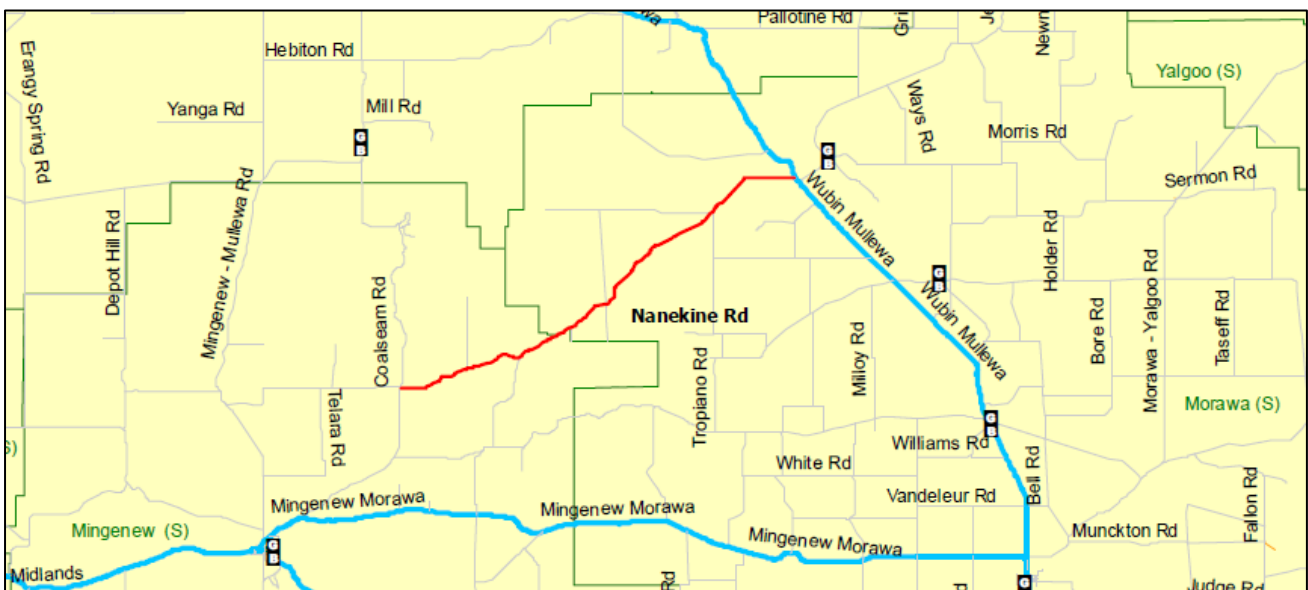 Pallotine Rd
Hebiton Rd
Erangy Spring Rd
Yalgoo (S)
Yanga Rd
Mill Rd
Ways Rd
Morris Rd
Sermon Rd
Wubin Mullewa
Depot Hill Rd
Mingenew - Mullewa Rd
Holder Rd
Coalseam Rd
Wubin Mullewa
Nanekine Rd
Bore Rd
Morawa - Yalgoo Rd
Taseff Rd
Milloy Rd
Tropiano Rd
Telara Rd
Morawa (S)
Williams Rd
White Rd
Bell Rd
Vandeleur Rd
Fallon Rd
Mingenew Morawa
Mingenew Morawa
Mingenew (S)
Munckton Rd
Mingenew Morawa
Midlands
Rd
Judge Rd